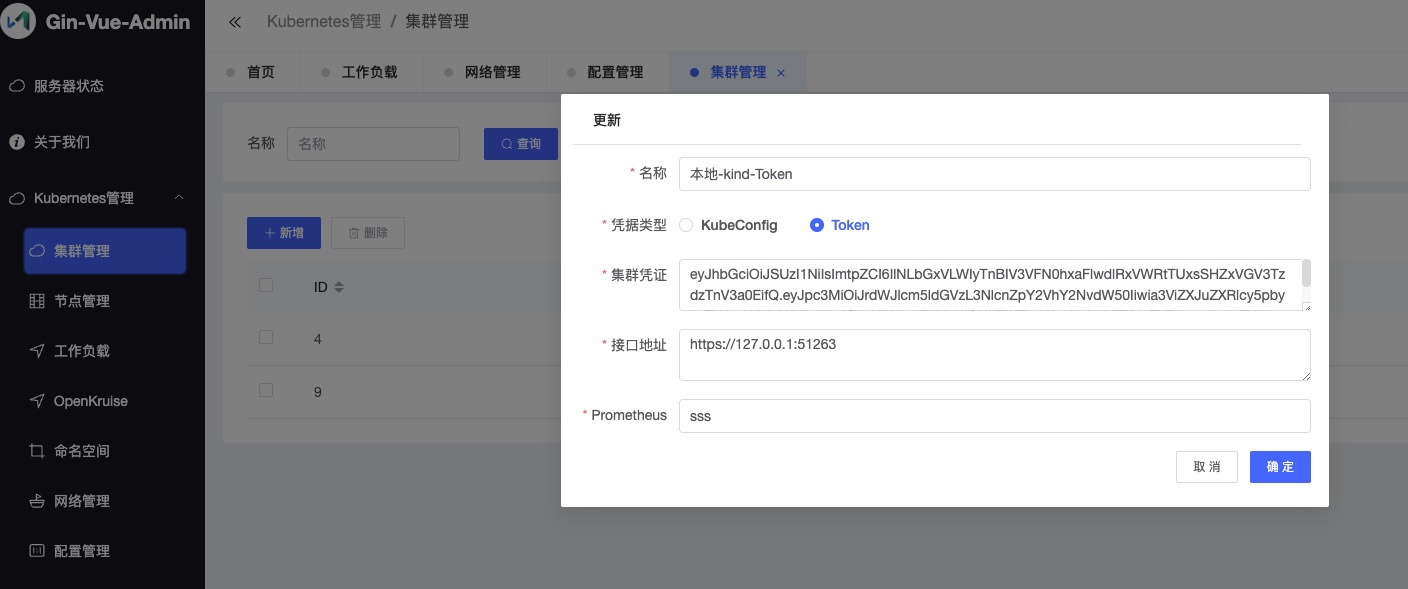 Gin-Vue-Admin
Kubernetes管理 / 集群管理
首页
工作负载
网络管理
配置管理
集群管理
服务器状态
关于我们
Kubernetes管理
集群管理
节点管理
工作负载
OpenKruise
命名空间
网络管理
配置管理
名称
名称
查询
新增
删除
ID
4
9
更新
* 名称
本地-kind-Token
* 凭据类型
KubeConfig
Token
* 集群凭证
eyJhbGciOiJSUzI1NiIsImtpZCI6IlNLbGxVLWIyTnBIV3VFN0hxaFlwdlRxVWRtTUxsSHZxVGV3Tz
dzTnV3a0EifQ.eyJpc3MiOiJrdWJlcm5ldGVzL3NlcnZpY2VhY2NvdW50Iiwia3ViZXJuZXRlcy5pby
* 接口地址
https://127.0.0.1:51263
* Prometheus
sss
取 消
确 定